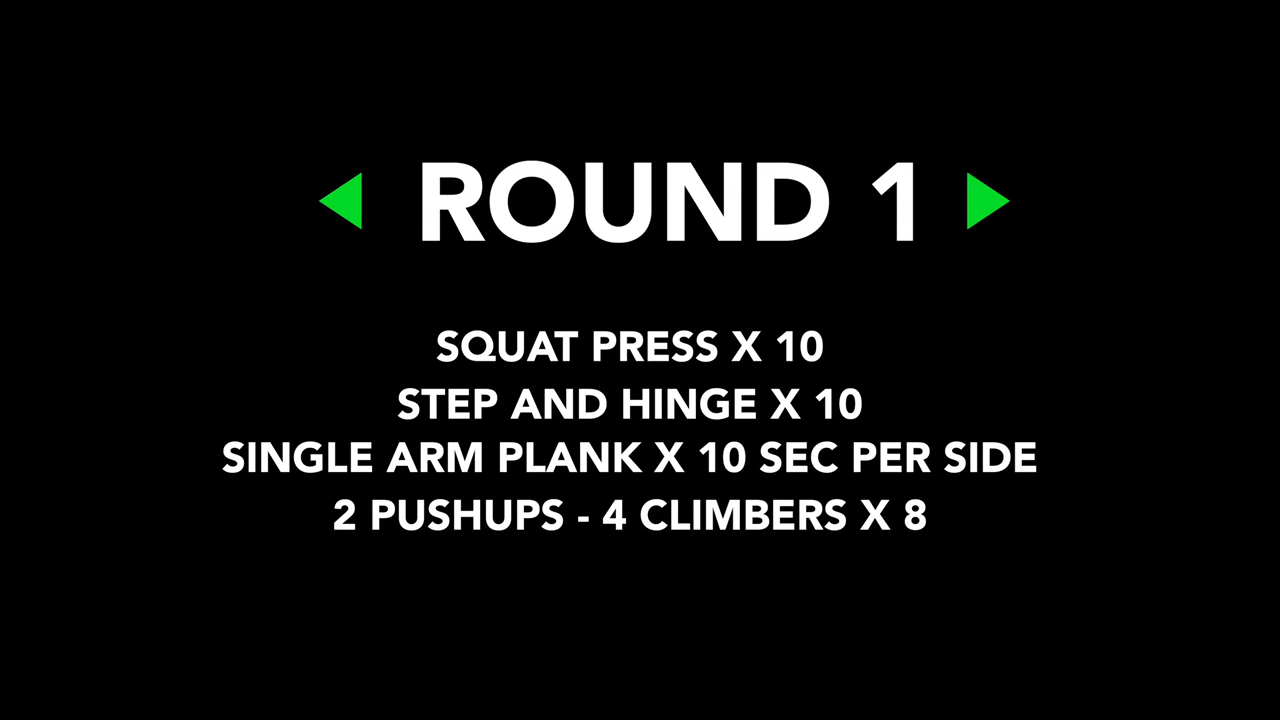 ROUND 1
SQUAT PRESS X 10
STEP AND HINGE X 10
SINGLE ARM PLANK X 10 SEC PER SIDE
2 PUSHUPS - 4 CLIMBERS X 8